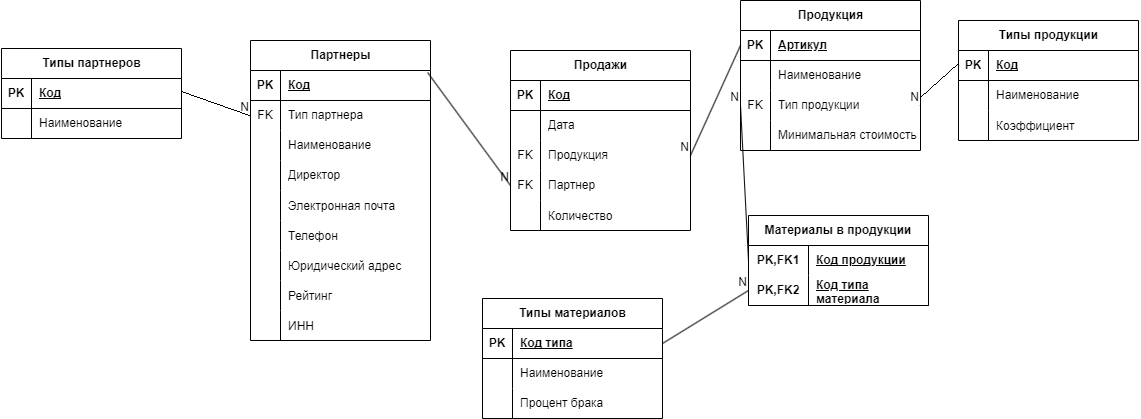 Типы партнеров
PK Код
Наименование
Партнеры
PK Код
FK Тип партнера
Наименование
Директор
Электронная почта
Телефон
Юридический адрес
Рейтинг
ИНН
N
Продажи
PK Код
Дата
FK Продукция
FK Партнер
Количество
N
N
Продукция
PK Артикул
Наименование
FK Тип продукции
Минимальная стоимость
N
N
Типы продукции
PK Код
Наименование
Коэффициент
Материалы в продукции
PK,FK1 Код продукции
PK,FK2 Код типа
материала
N
Типы материалов
PK Код типа
Наименование
Процент брака